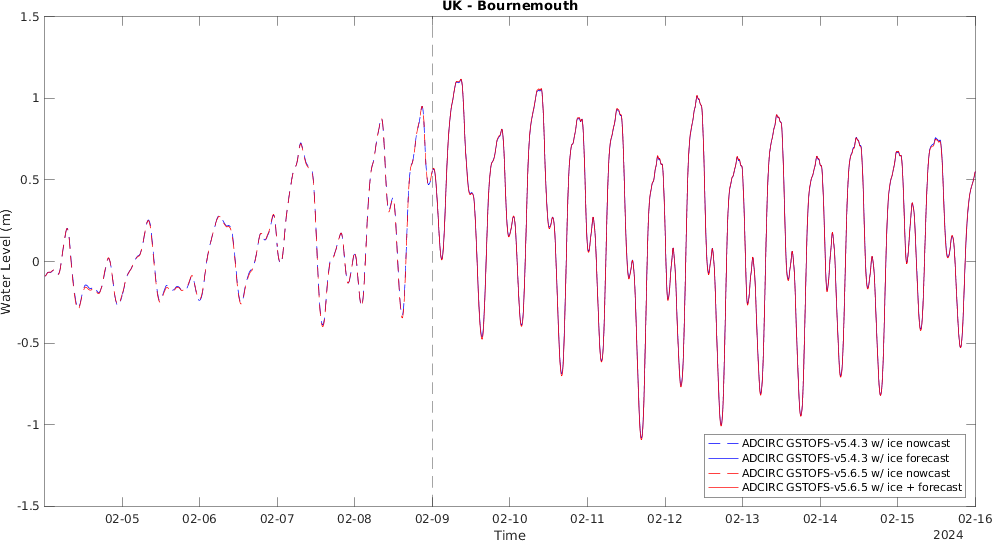 UK - Bournemouth
1.5
1
0.5
0
-0.5
-1
-1.5
Water Level (m)
ADCIRC GSTOFS-v5.4.3 w/ ice nowcast
ADCIRC GSTOFS-v5.4.3 w/ ice forecast
ADCIRC GSTOFS-v5.6.5 w/ ice nowcast
ADCIRC GSTOFS-v5.6.5 w/ ice + forecast
02-05 02-06 02-07 02-08 02-09 02-10 02-11 02-12 02-13 02-14 02-15 02-16
Time
2024